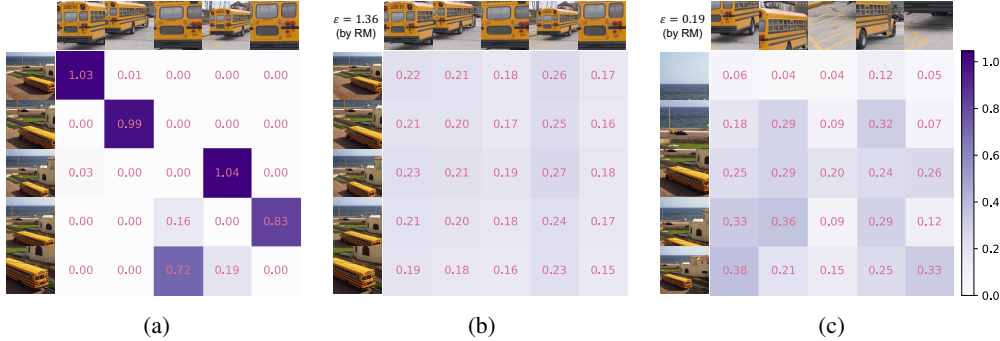 ε = 1.36
(by RM)
ε = 0.19
(by RM)
1.03 0.01 0.00 0.00 0.00
0.00 0.99 0.00 0.00 0.00
0.03 0.00 0.00 1.04 0.00
0.00 0.00 0.16 0.00 0.83
0.00 0.00 0.72 0.19 0.00
(a)
0.22 0.21 0.18 0.26 0.17
0.21 0.20 0.17 0.25 0.16
0.23 0.21 0.19 0.27 0.18
0.21 0.20 0.18 0.24 0.17
0.19 0.18 0.16 0.23 0.15
(b)
0.06 0.04 0.04 0.12 0.05
0.18 0.29 0.09 0.32 0.07
0.25 0.29 0.20 0.24 0.26
0.33 0.36 0.09 0.29 0.12
0.38 0.21 0.15 0.25 0.33
(c)
1.0
0.8
0.6
0.4
0.2
0.0